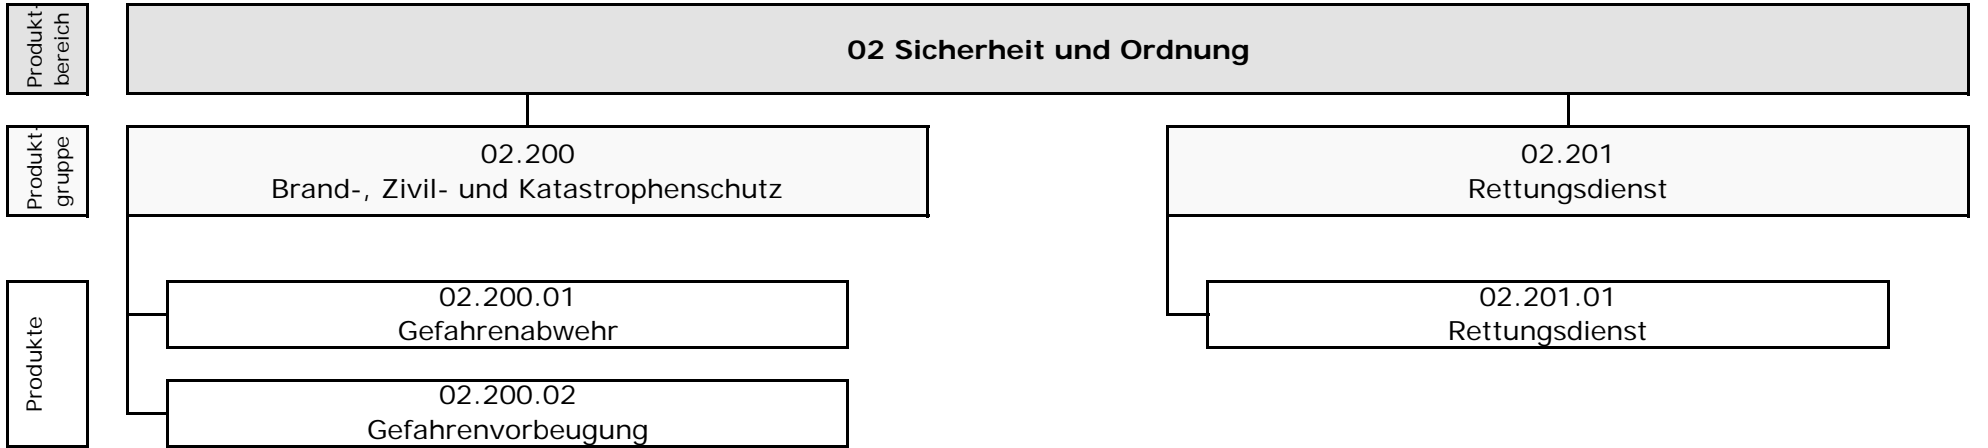 Produkt-
bereich
02 Sicherheit und Ordnung
Produkt-
gruppe
02.200
Brand-, Zivil- und Katastrophenschutz
02.201
Rettungsdienst
Produkte
02.200.01
Gefahrenabwehr
02.201.01
Rettungsdienst
02.200.02
Gefahrenvorbeugung